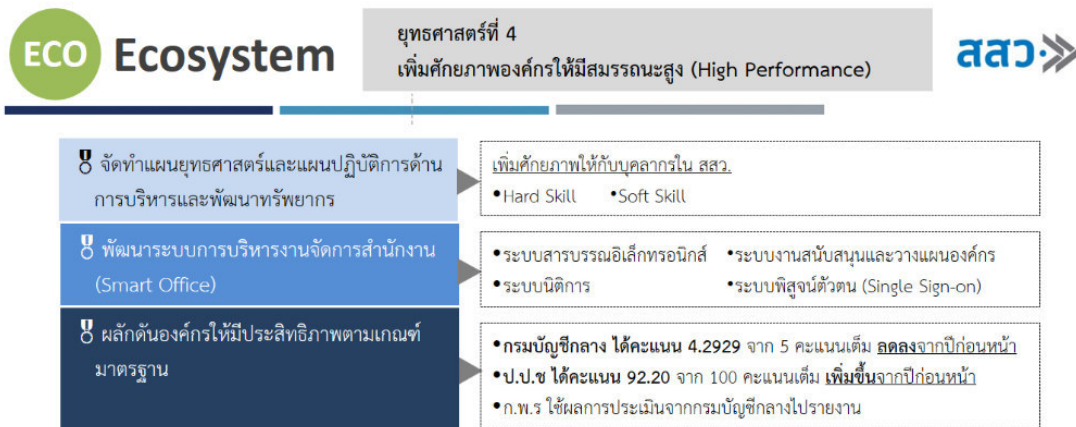 ECO Ecosystem
ยุทธศาสตร์ที่ 4
เพิ่มศักยภาพองค์กรให้มีสมรรถนะสูง (High Performance)
สสว.
จัดทำแผนยุทธศาสตร์และแผนปฏิบัติการด้าน
การบริหารและพัฒนาทรัพยากร
เพิ่มศักยภาพให้กับบุคลากรใน สสว.
•Hard Skill •Soft Skill
พัฒนาระบบการบริหารงานจัดการสำนักงาน
(Smart Office)
•ระบบสารบรรณอิเล็กทรอนิกส์ •ระบบงานสนับสนุนและวางแผนองค์กร
•ระบบนิติการ •ระบบพิสูจน์ตัวตน (Single Sign-on)
ผลักดันองค์กรให้มีประสิทธิภาพตามเกณฑ์
มาตรฐาน
•กรมบัญชีกลาง ได้คะแนน 4.2929 จาก 5 คะแนนเต็ม ลดลงจากปีก่อนหน้า
•ป.ป.ช ได้คะแนน 92.20 จาก 100 คะแนนเต็ม เพิ่มขึ้นจากปีก่อนหน้า
•ก.พ.ร ใช้ผลการประเมินจากกรมบัญชีกลางไปรายงาน